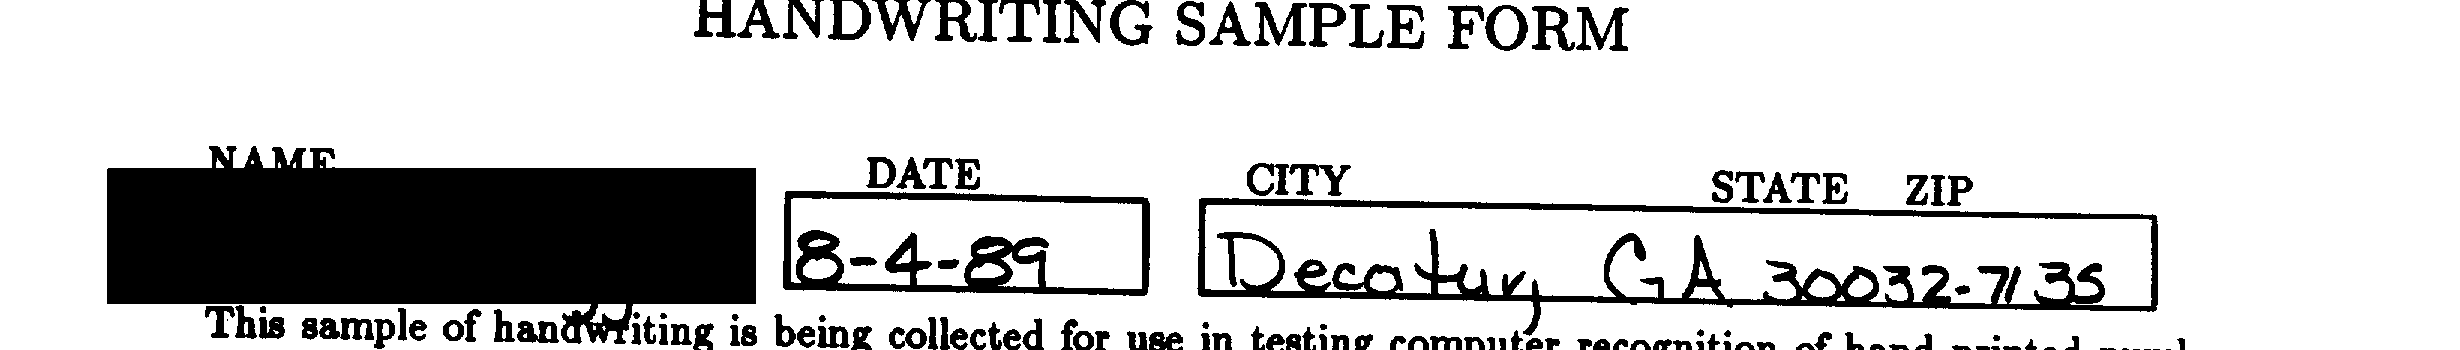 HANDWRITING SAMPLE FORM
NAME DATE CITY STATE ZIP
8-4-89 Decatur, GA 30032-7135
This sample of handwriting is being collected for use in testing computer recognition of hand printed